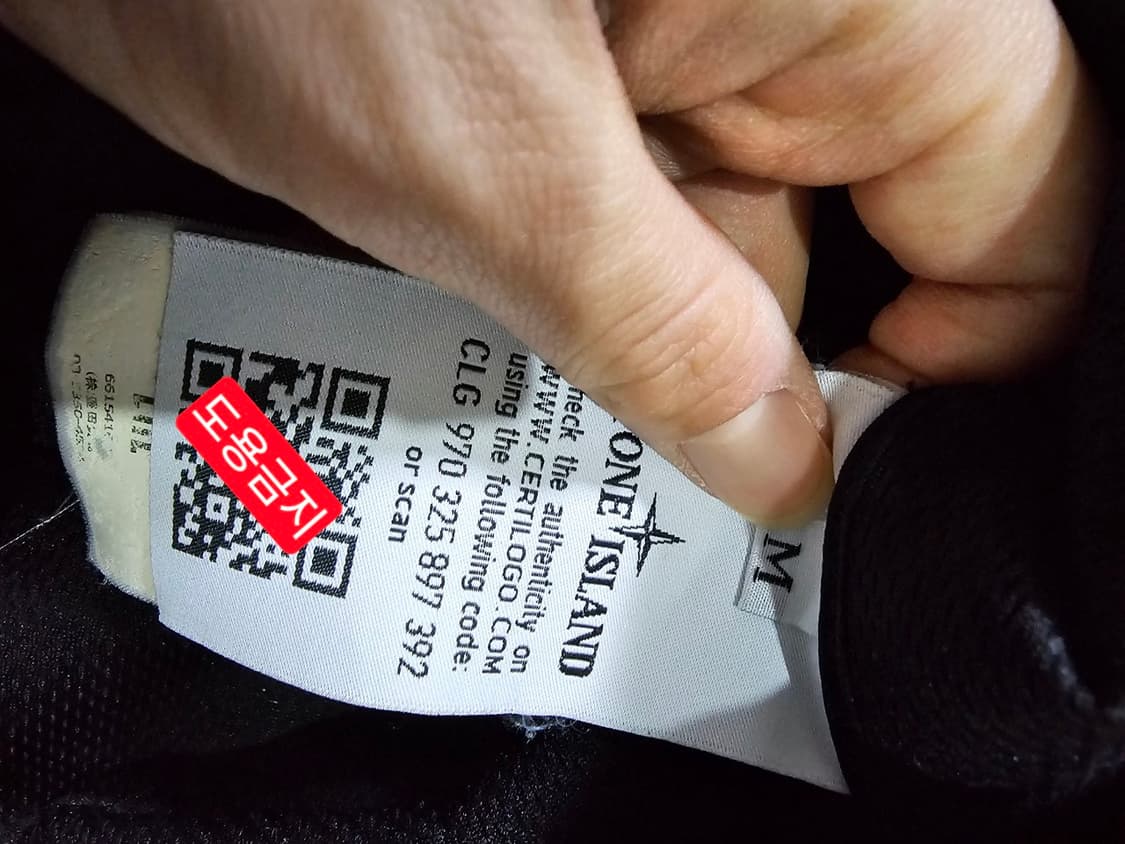 M
ONE ISLAND
heck the authenticity on
WWW.CERTILOGO.COM
using the following code:
CLG 970 325 897 392
or scan
도용금지